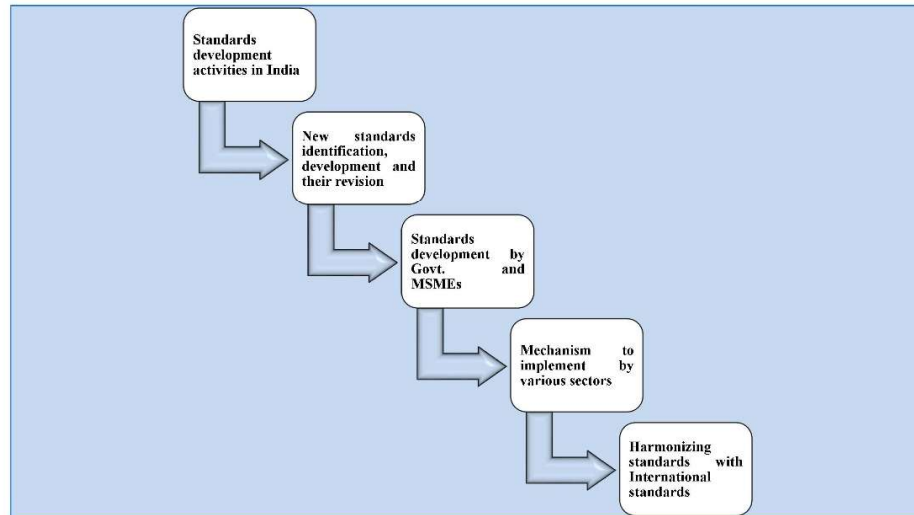 Standards
development
activities in India
New standards
identification,
development and
their revision
Standards
development by
Govt. and
MSMEs
Mechanism to
implement by
various sectors
Harmonizing
standards with
International
standards